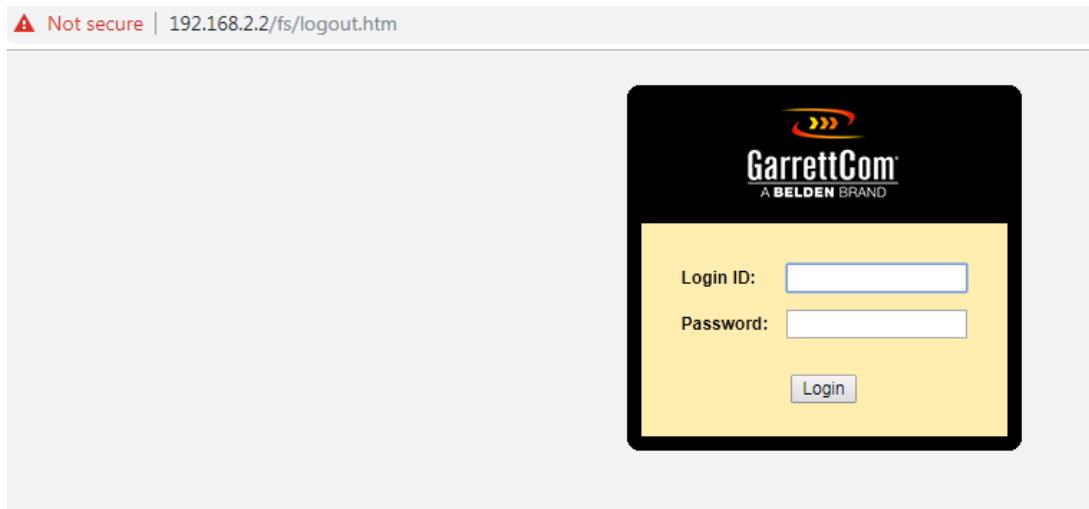 Not secure | 192.168.2.2/fs/logout.htm
GarrettCom
A BELDEN BRAND
Login ID:
Password:
Login